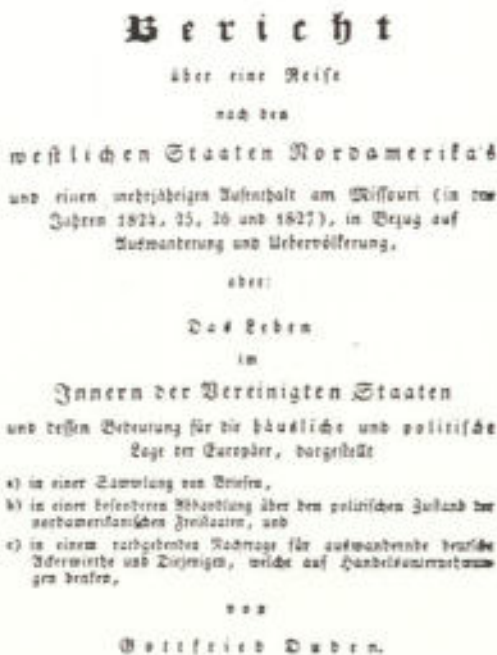 Bericht
über eine Reise
nach den
westlichen Staaten Nordamerika's
und einen mehrjährigen Aufenthalt am Missouri (in den
Jahren 1824, 25, 26 und 1827), in Bezug auf
Auswanderung und Uebervölkerung,
oder:
Das Leben
im
Innern der Vereinigten Staaten
und dessen Bedeutung für die häusliche und politische
Lage der Europäer, dargestellt
a) in einer Sammlung von Briefen,
b) in einer besonderen Abhandlung über den politischen Zustand der
nordamerikanischen Freistaaten, und
c) in einem rathgebenden Nachtrage für auswandernde deutsche
Ackerwirthe und Diejenigen, welche auf Handelsunternehmun-
gen denken,
von
Gottfried Duden.